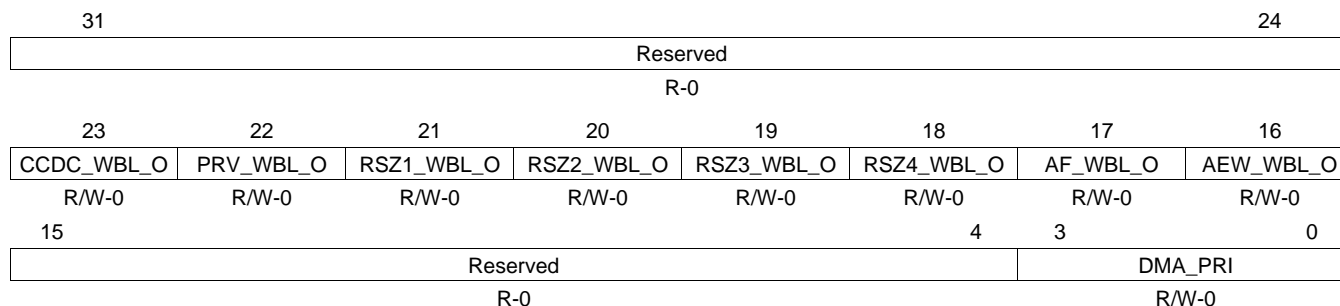 31 24
Reserved
R-0
23 22 21 20 19 18 17 16
CCDC_WBL_O PRV_WBL_O RSZ1_WBL_O RSZ2_WBL_O RSZ3_WBL_O RSZ4_WBL_O AF_WBL_O AEW_WBL_O
R/W-0 R/W-0 R/W-0 R/W-0 R/W-0 R/W-0 R/W-0 R/W-0
15 4 3 0
Reserved DMA_PRI
R-0 R/W-0